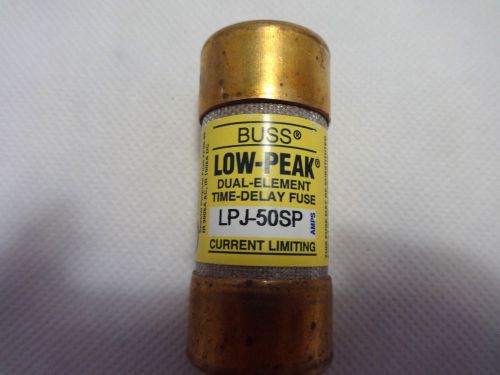 BUSS®
LOW-PEAK®
DUAL-ELEMENT
TIME-DELAY FUSE
LPJ-50SP
AMPS
CURRENT LIMITING